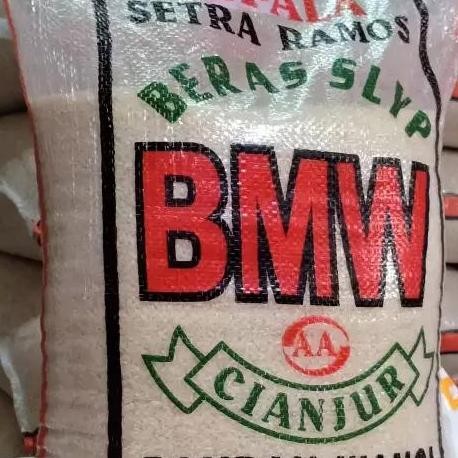 SETRA RAMOS
BERAS SLYP
BMW
AA
CIANJUR